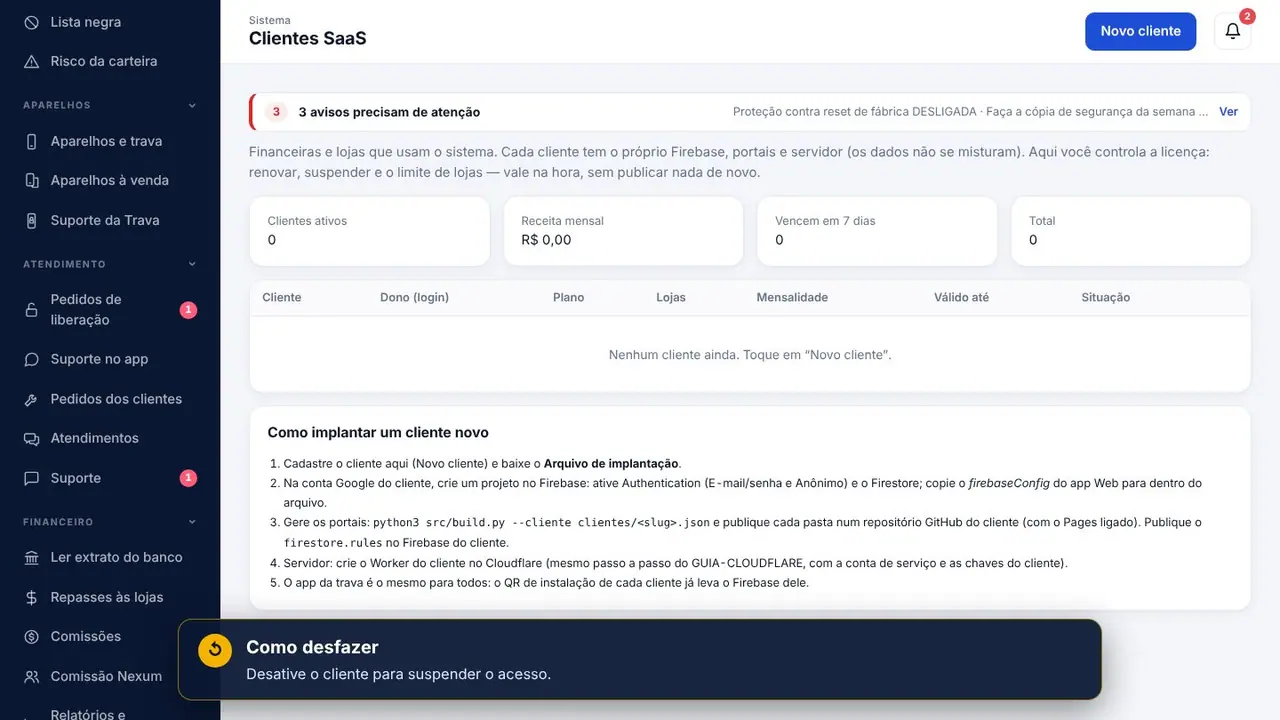 Lista negra
Risco da carteira
APARELHOS
Aparelhos e trava
Aparelhos à venda
Suporte da Trava
ATENDIMENTO
Pedidos de
liberação
1
Suporte no app
Pedidos dos clientes
Atendimentos
Suporte
1
FINANCEIRO
Ler extrato do banco
Repasses às lojas
Comissões
Comissão Nexum
Relatórios e
Sistema
Clientes SaaS
Novo cliente
2
3
3 avisos precisam de atenção
Proteção contra reset de fábrica DESLIGADA · Faça a cópia de segurança da semana ...
Ver
Financeiras e lojas que usam o sistema. Cada cliente tem o próprio Firebase, portais e servidor (os dados não se misturam). Aqui você controla a licença:
renovar, suspender e o limite de lojas — vale na hora, sem publicar nada de novo.
Clientes ativos
0
Receita mensal
R$ 0,00
Vencem em 7 dias
0
Total
0
Cliente Dono (login) Plano Lojas Mensalidade Válido até Situação
Nenhum cliente ainda. Toque em “Novo cliente”.
Como implantar um cliente novo
1. Cadastre o cliente aqui (Novo cliente) e baixe o Arquivo de implantação.
2. Na conta Google do cliente, crie um projeto no Firebase: ative Authentication (E-mail/senha e Anônimo) e o Firestore; copie o firebaseConfig do app Web para dentro do
arquivo.
3. Gere os portais: python3 src/build.py --cliente clientes/<slug>.json e publique cada pasta num repositório GitHub do cliente (com o Pages ligado). Publique o
firestore.rules no Firebase do cliente.
4. Servidor: crie o Worker do cliente no Cloudflare (mesmo passo a passo do GUIA-CLOUDFLARE, com a conta de serviço e as chaves do cliente).
5. O app da trava é o mesmo para todos: o QR de instalação de cada cliente já leva o Firebase dele.
Como desfazer
Desative o cliente para suspender o acesso.